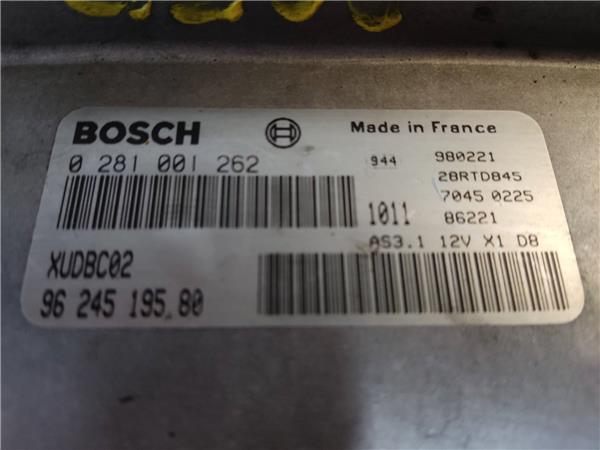 BOSCH
Made in France
0 281 001 262
944
980221
28RTD845
7045 0225
1011
86221
AS3.1 12V X1 D8
XUDBC02
96 245 195.80